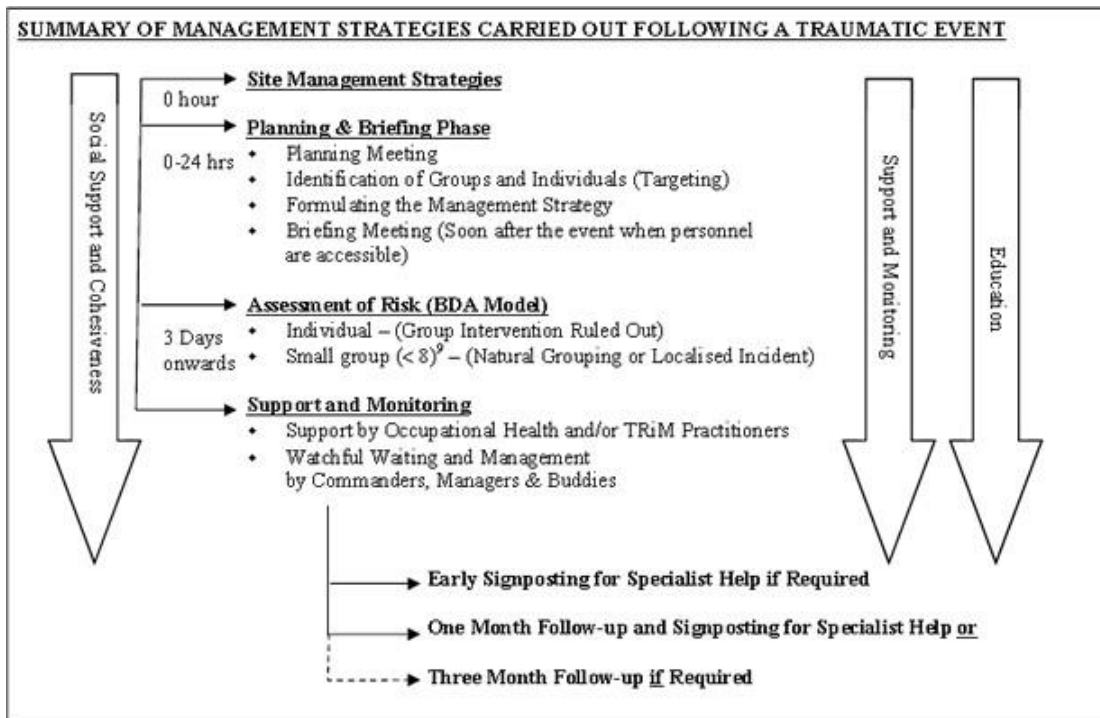 SUMMARY OF MANAGEMENT STRATEGIES CARRIED OUT FOLLOWING A TRAUMATIC EVENT
Social Support and Cohesiveness
0 hour
Site Management Strategies
Planning & Briefing Phase
0-24 hrs
◆ Planning Meeting
◆ Identification of Groups and Individuals (Targeting)
◆ Formulating the Management Strategy
◆ Briefing Meeting (Soon after the event when personnel
are accessible)
Assessment of Risk (BDA Model)
3 Days
onwards
◆ Individual – (Group Intervention Ruled Out)
◆ Small group (< 8)⁹ – (Natural Grouping or Localised Incident)
Support and Monitoring
◆ Support by Occupational Health and/or TRiM Practitioners
◆ Watchful Waiting and Management
by Commanders, Managers & Buddies
Early Signposting for Specialist Help if Required
One Month Follow-up and Signposting for Specialist Help or
Three Month Follow-up if Required
Support and Monitoring
Education